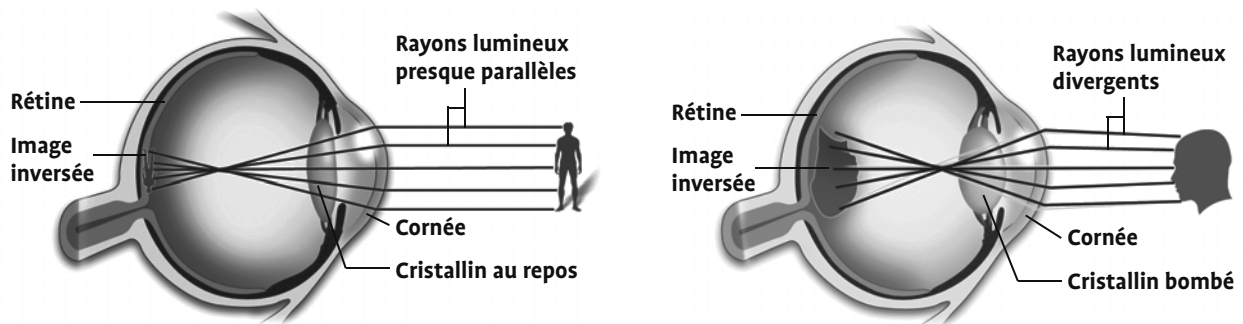 Rayons lumineux
presque parallèles
Rétine
Image
inversée
Cornée
Cristallin au repos
Rayons lumineux
divergents
Rétine
Image
inversée
Cornée
Cristallin bombé